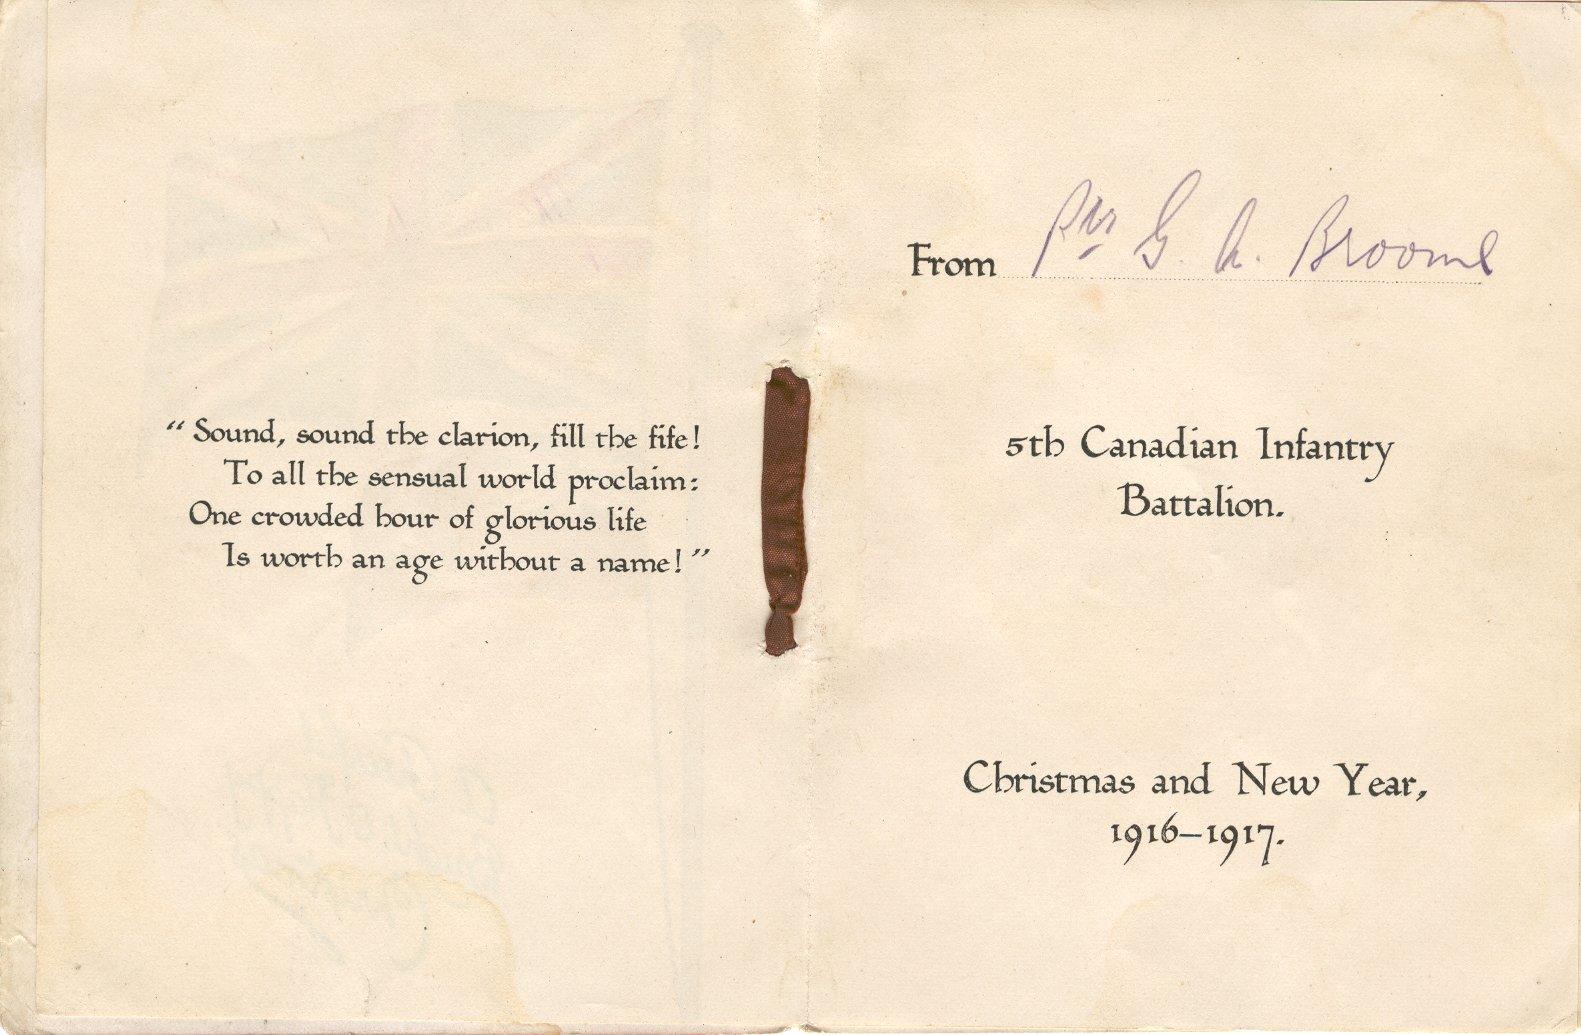 “Sound, sound the clarion, fill the fife!
To all the sensual world proclaim:
One crowded hour of glorious life
Is worth an age without a name!”
From Pte G. A. Broome
5th Canadian Infantry
Battalion.
Christmas and New Year,
1916–1917.